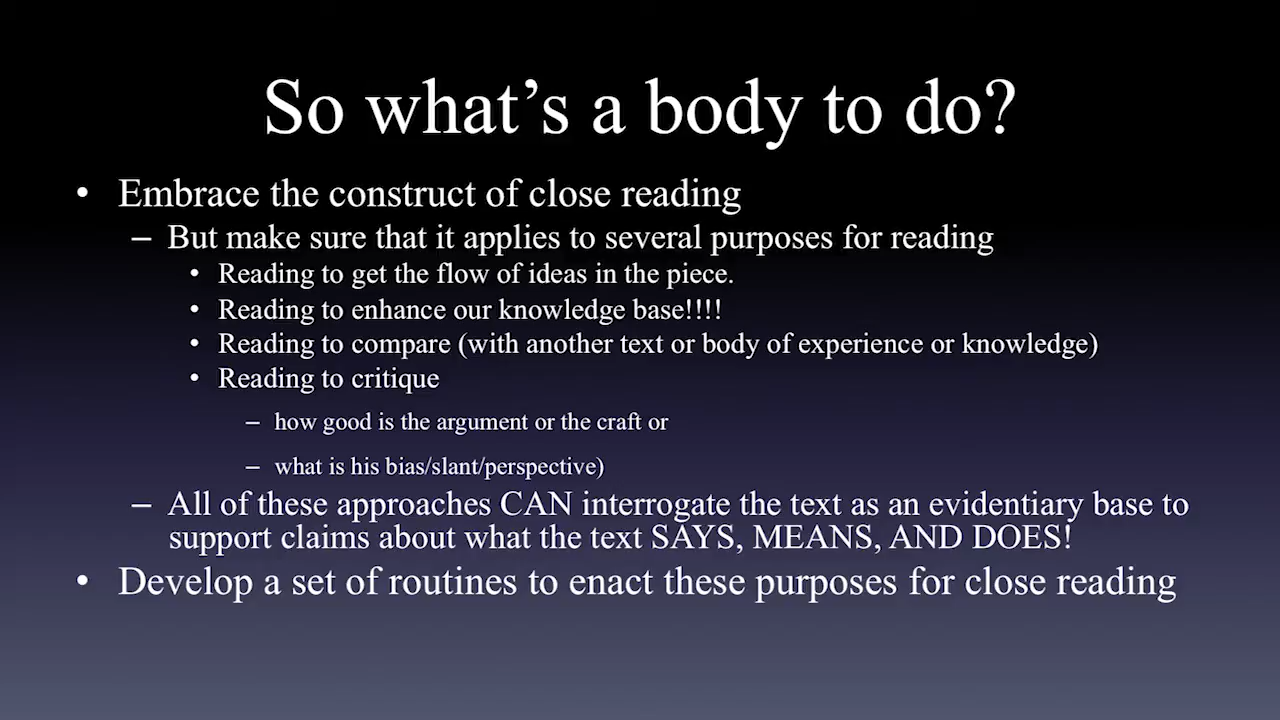 So what’s a body to do?
• Embrace the construct of close reading
– But make sure that it applies to several purposes for reading
• Reading to get the flow of ideas in the piece.
• Reading to enhance our knowledge base!!!!
• Reading to compare (with another text or body of experience or knowledge)
• Reading to critique
– how good is the argument or the craft or
– what is his bias/slant/perspective)
– All of these approaches CAN interrogate the text as an evidentiary base to
support claims about what the text SAYS, MEANS, AND DOES!
• Develop a set of routines to enact these purposes for close reading